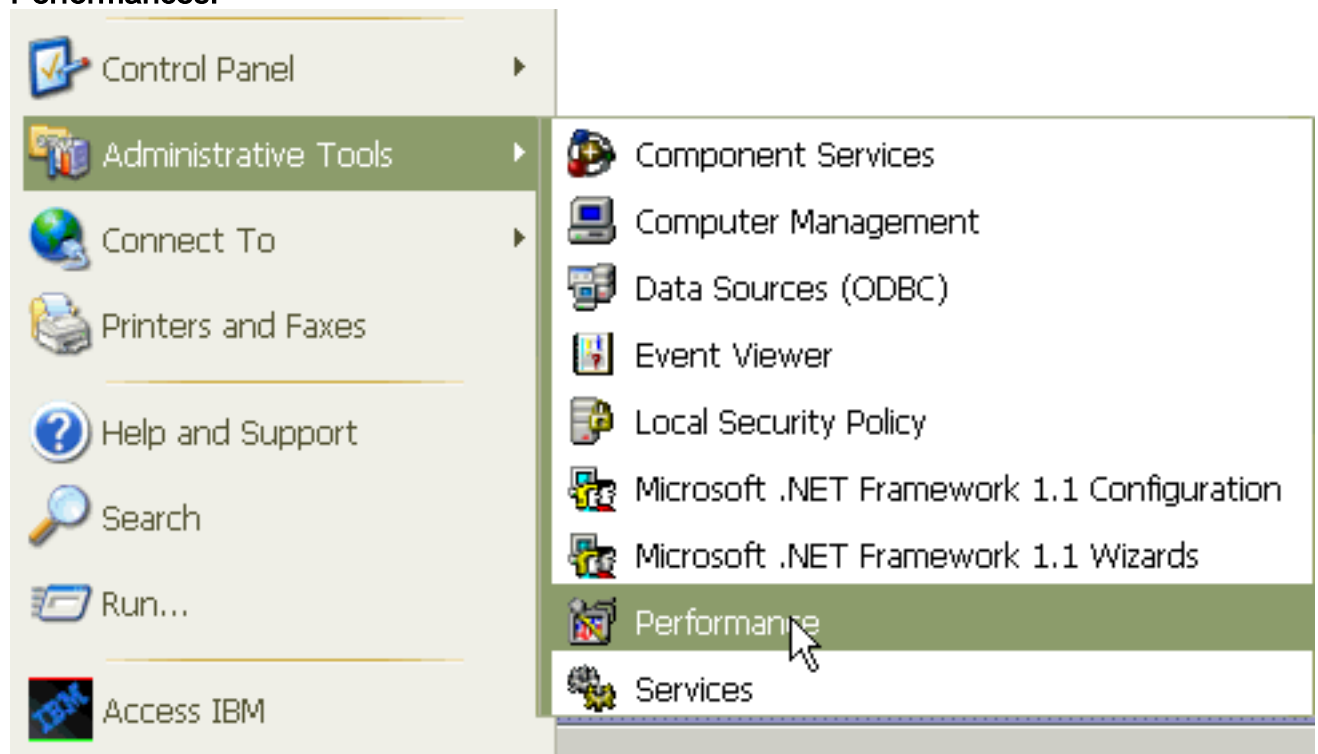 Performances.
Control Panel
Administrative Tools
Connect To
Printers and Faxes
Help and Support
Search
Run...
IBM
Access IBM
Component Services
Computer Management
Data Sources (ODBC)
Event Viewer
Local Security Policy
Microsoft .NET Framework 1.1 Configuration
Microsoft .NET Framework 1.1 Wizards
Performance
Services